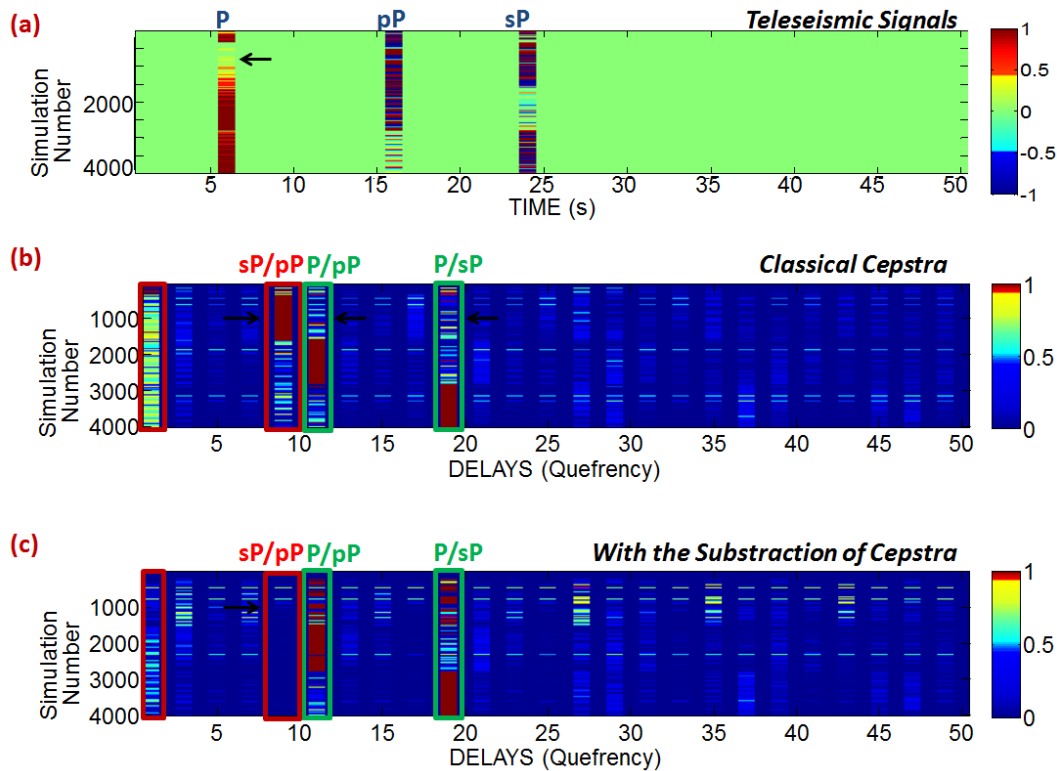 (a)
P pP sP
Teleseismic Signals
Simulation
Number
2000
4000
5 10 15 20 25 30 35 40 45 50
TIME (s)
1
0.5
0
-0.5
-1
(b)
sP/pP P/pP P/sP
Classical Cepstra
Simulation
Number
1000
2000
3000
4000
5 10 15 20 25 30 35 40 45 50
DELAYS (Quefrency)
1
0.5
0
(c)
sP/pP P/pP P/sP
With the Substraction of Cepstra
Simulation
Number
1000
2000
3000
4000
5 10 15 20 25 30 35 40 45 50
DELAYS (Quefrency)
1
0.5
0